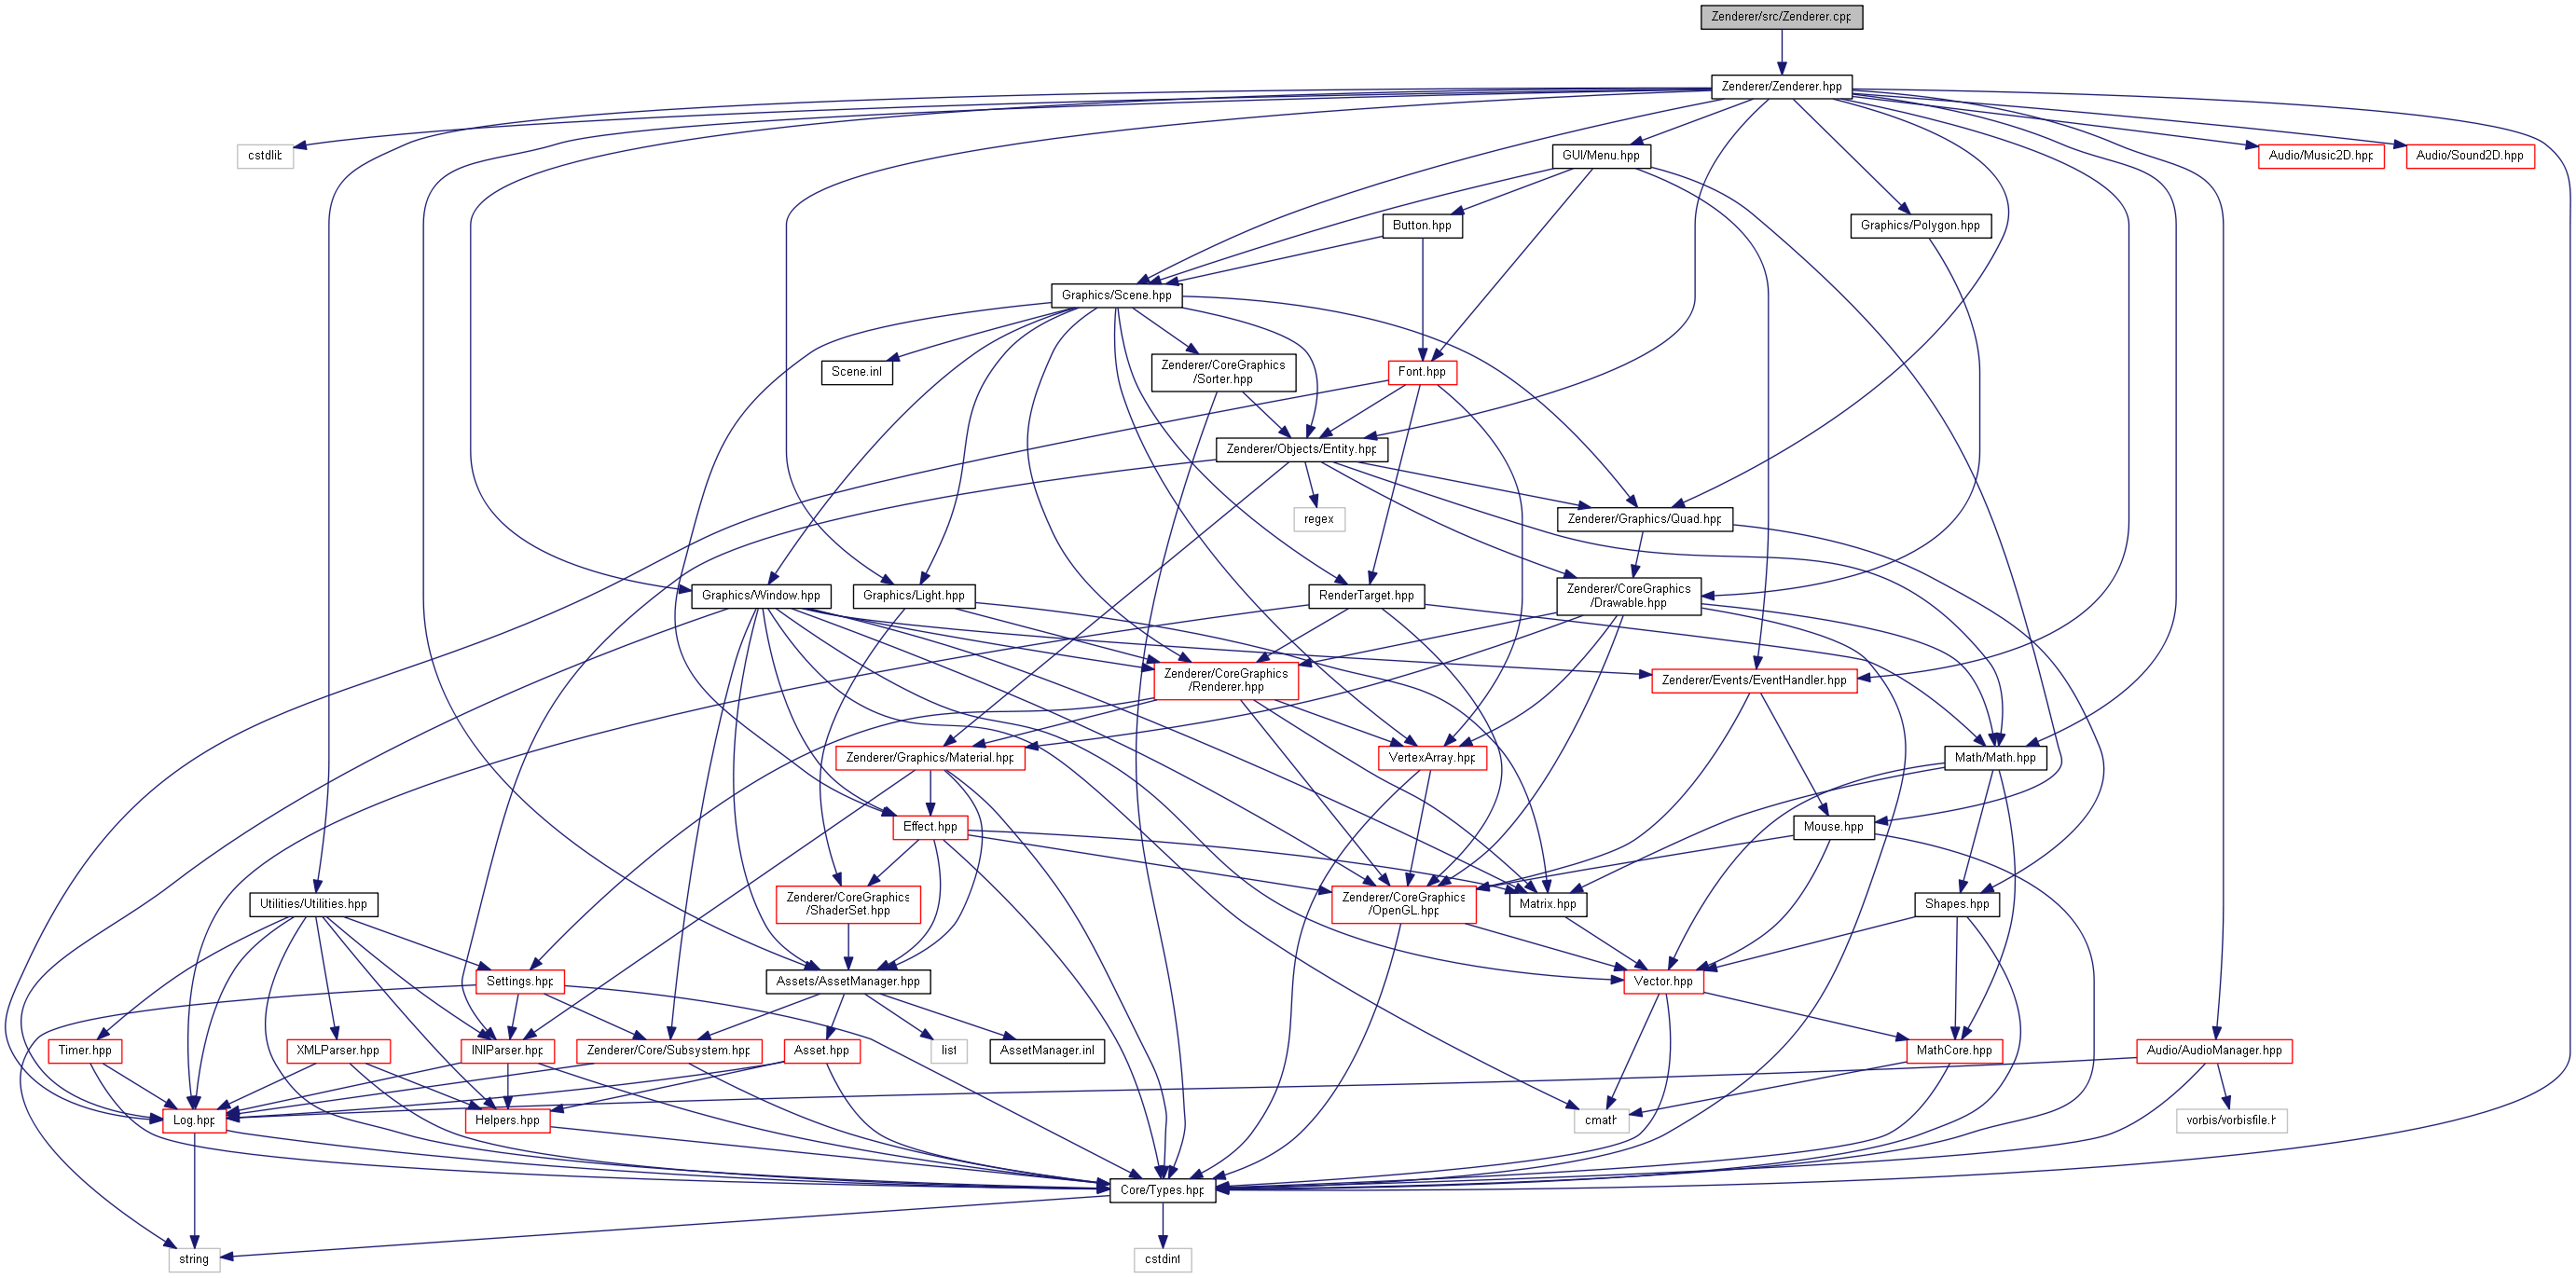 Zenderer/src/Zenderer.cpp
Zenderer/Zenderer.hpp
cstdlib
GUI/Menu.hpp
Audio/Music2D.hpp
Audio/Sound2D.hpp
Button.hpp
Graphics/Polygon.hpp
Graphics/Scene.hpp
Scene.inl
Zenderer/CoreGraphics
/Sorter.hpp
Font.hpp
Zenderer/Objects/Entity.hpp
regex
Zenderer/Graphics/Quad.hpp
Graphics/Window.hpp
Graphics/Light.hpp
RenderTarget.hpp
Zenderer/CoreGraphics
/Drawable.hpp
Zenderer/CoreGraphics
/Renderer.hpp
Zenderer/Events/EventHandler.hpp
Zenderer/Graphics/Material.hpp
VertexArray.hpp
Math/Math.hpp
Effect.hpp
Mouse.hpp
Utilities/Utilities.hpp
Zenderer/CoreGraphics
/ShaderSet.hpp
Zenderer/CoreGraphics
/OpenGL.hpp
Matrix.hpp
Shapes.hpp
Settings.hpp
Assets/AssetManager.hpp
Vector.hpp
Timer.hpp
XMLParser.hpp
INIParser.hpp
Zenderer/Core/Subsystem.hpp
Asset.hpp
list
AssetManager.inl
MathCore.hpp
Audio/AudioManager.hpp
Log.hpp
Helpers.hpp
cmath
vorbis/vorbisfile.h
Core/Types.hpp
string
cstdint